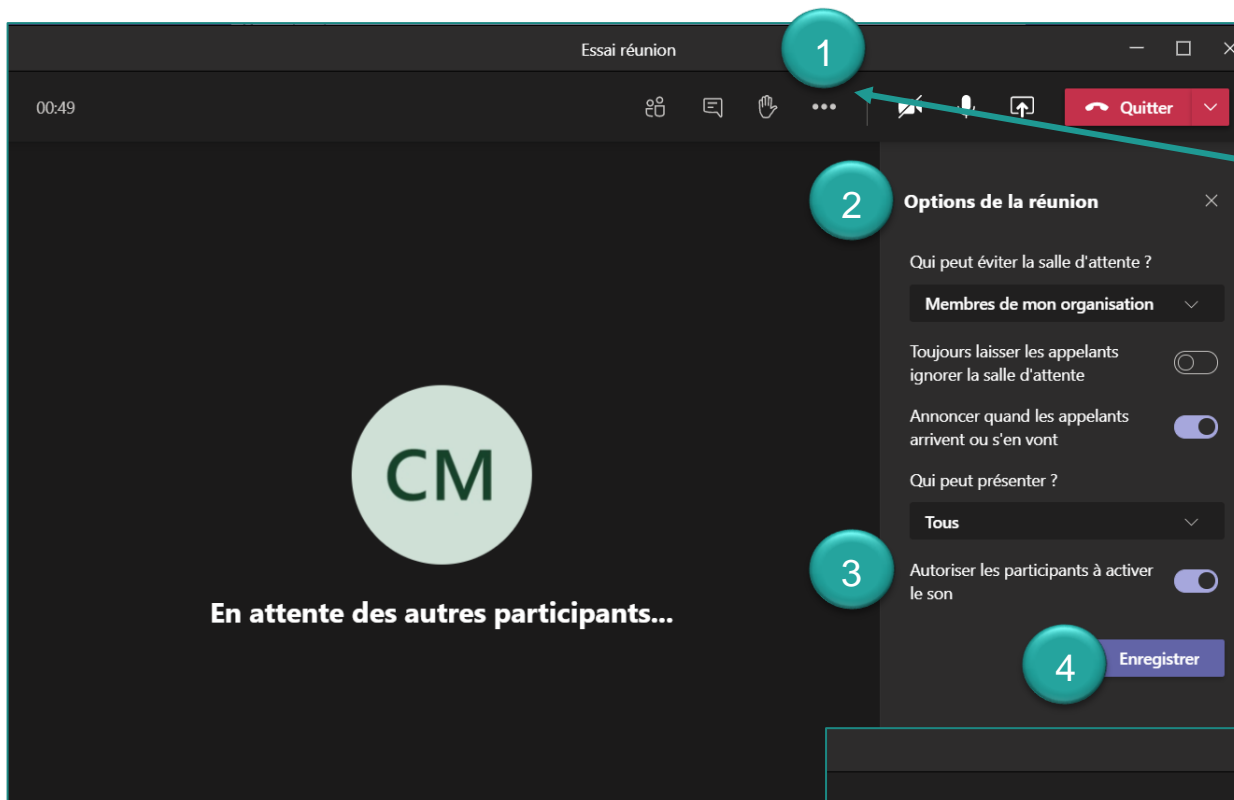 Essai réunion
1
00:49
Quitter
2
Options de la réunion
Qui peut éviter la salle d'attente ?
Membres de mon organisation
Toujours laisser les appelants
ignorer la salle d'attente
Annoncer quand les appelants
arrivent ou s'en vont
Qui peut présenter ?
Tous
3
Autoriser les participants à activer
le son
4
Enregistrer
CM
En attente des autres participants...